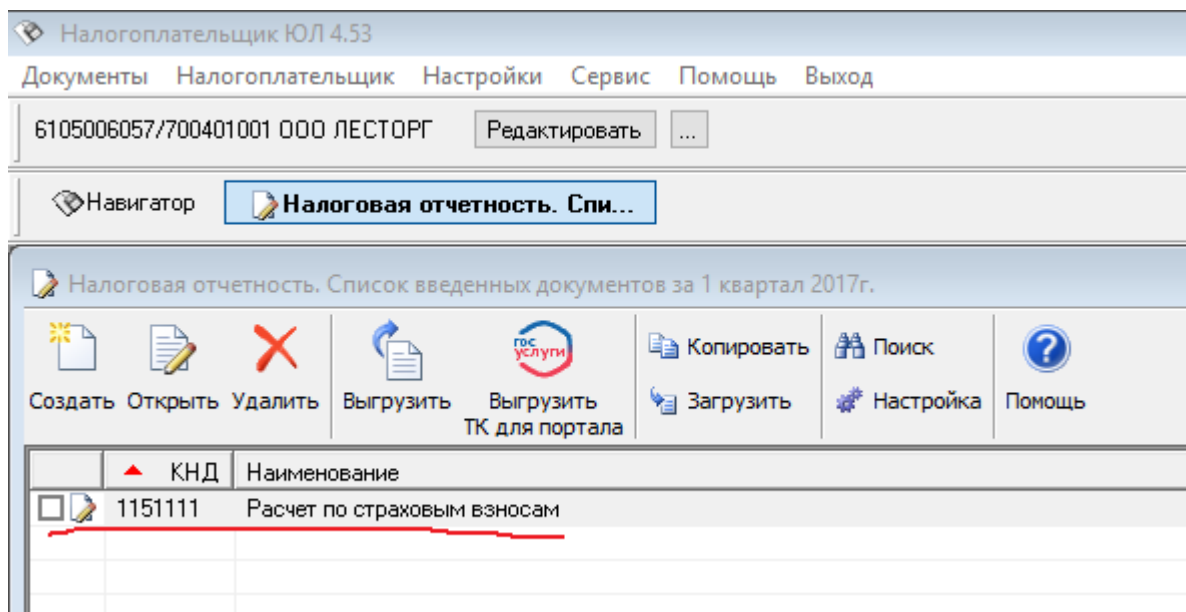 Налогоплательщик ЮЛ 4.53
Документы Налогоплательщик Настройки Сервис Помощь Выход
6105006057/700401001 ООО ЛЕСТОРГ Редактировать ...
Навигатор Налоговая отчетность. Спи...
Налоговая отчетность. Список введенных документов за 1 квартал 2017г.
гос
услуги
Копировать Поиск
Создать Открыть Удалить Выгрузить Выгрузить
ТК для портала Загрузить Настройка Помощь
КНД Наименование
1151111 Расчет по страховым взносам